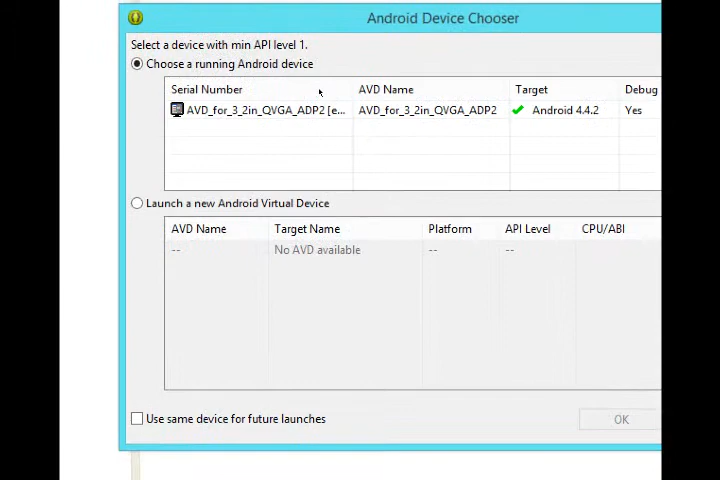 Android Device Chooser
Select a device with min API level 1.
Choose a running Android device
Serial Number AVD Name Target Debug
AVD_for_3_2in_QVGA_ADP2 [e... AVD_for_3_2in_QVGA_ADP2 Android 4.4.2 Yes
Launch a new Android Virtual Device
AVD Name Target Name Platform API Level CPU/ABI
-- No AVD available -- --
Use same device for future launches
OK